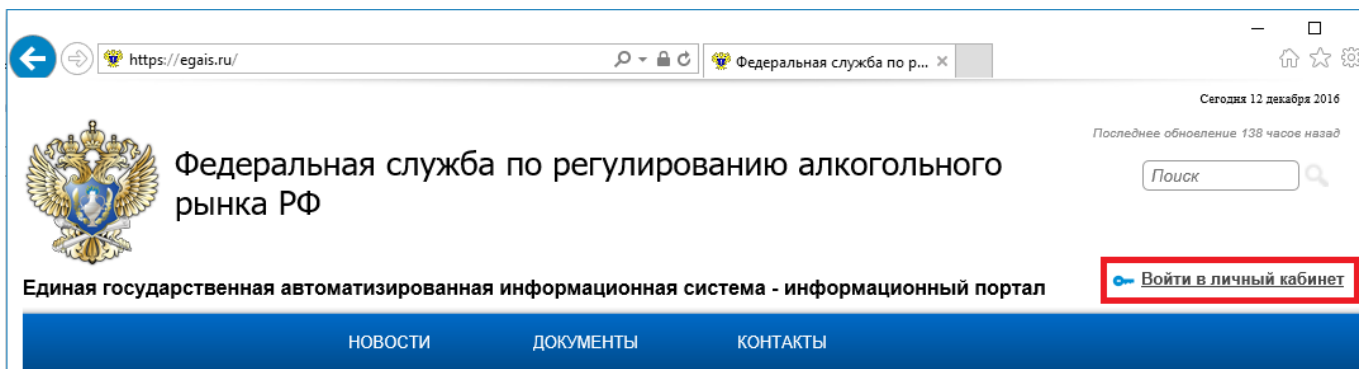 https://egais.ru/
Федеральная служба по р...
Сегодня 12 декабря 2016
Последнее обновление 138 часов назад
Федеральная служба по регулированию алкогольного
рынка РФ
Поиск
Войти в личный кабинет
Единая государственная автоматизированная информационная система - информационный портал
НОВОСТИ ДОКУМЕНТЫ КОНТАКТЫ